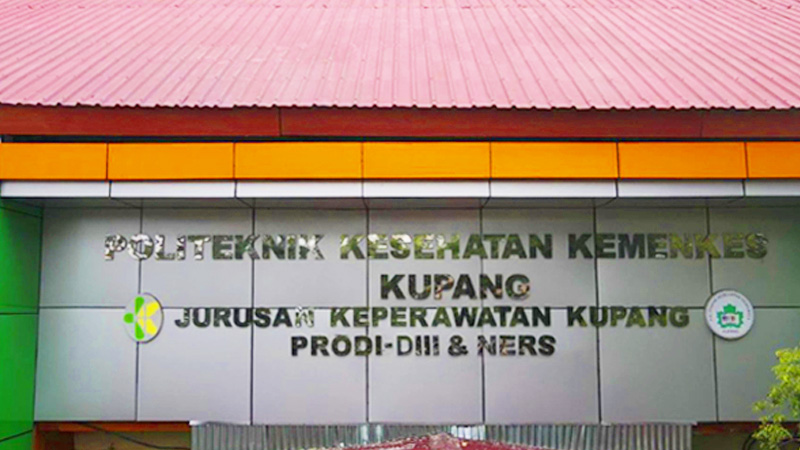 POLITEKNIK KESEHATAN KEMENKES
KUPANG
JURUSAN KEPERAWATAN KUPANG
PRODI-DIII & NERS